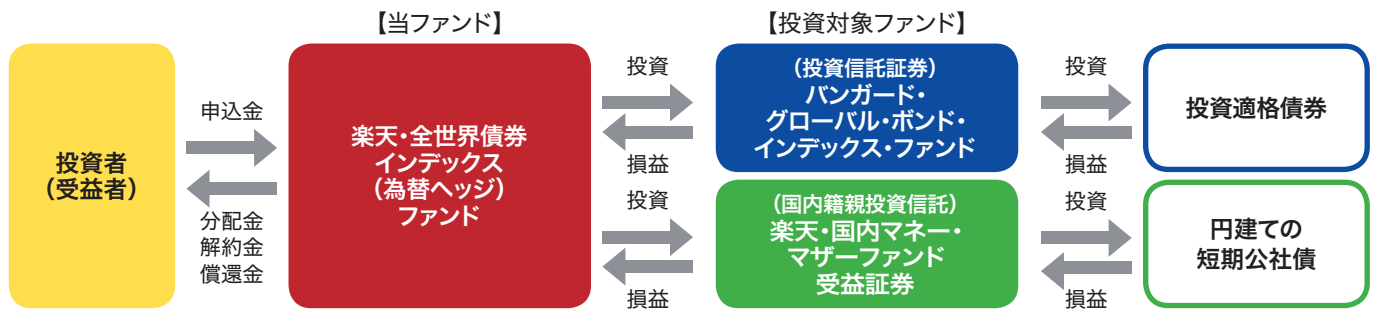 【当ファンド】
【投資対象ファンド】
投資者
（受益者）
申込金
分配金
解約金
償還金
楽天・全世界債券
インデックス
（為替ヘッジ）
ファンド
投資
損益
投資
損益
（投資信託証券）
バンガード・
グローバル・ボンド・
インデックス・ファンド
（国内籍親投資信託）
楽天・国内マネー・
マザーファンド
受益証券
投資
損益
投資
損益
投資適格債券
円建ての
短期公社債